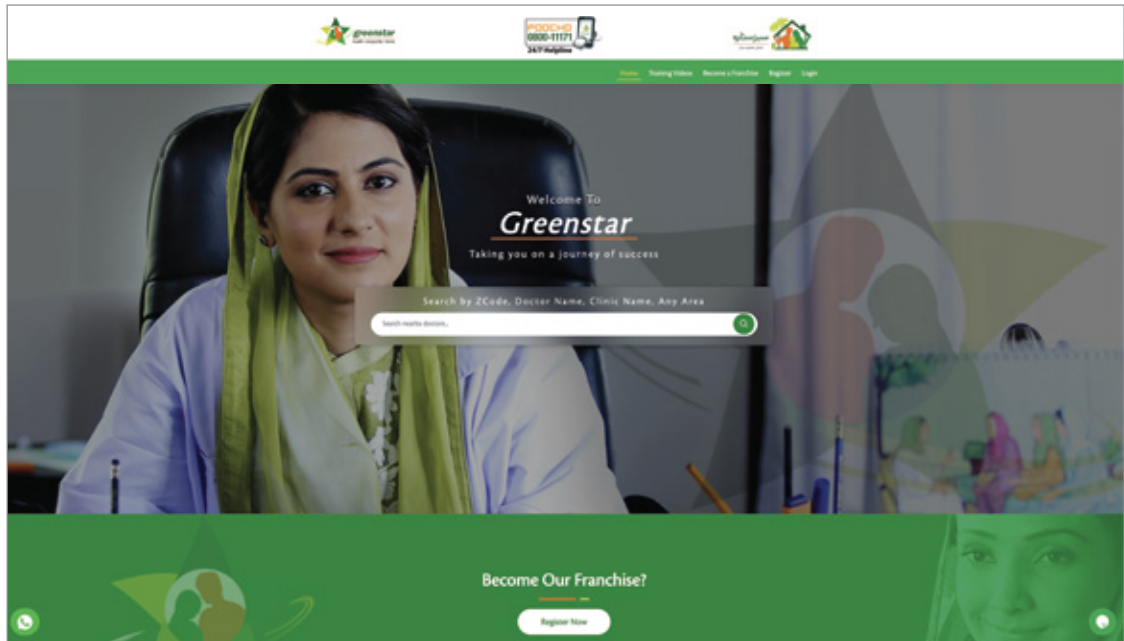 greenstar
POOCHO
0800-11171
24/7 Helpline
Home Training Videos Become a Franchise Register Login
Welcome To
Greenstar
Taking you on a journey of success
Search by ZCode, Doctor Name, Clinic Name, Any Area
Search nearby doctors..
Become Our Franchise?
Register Now